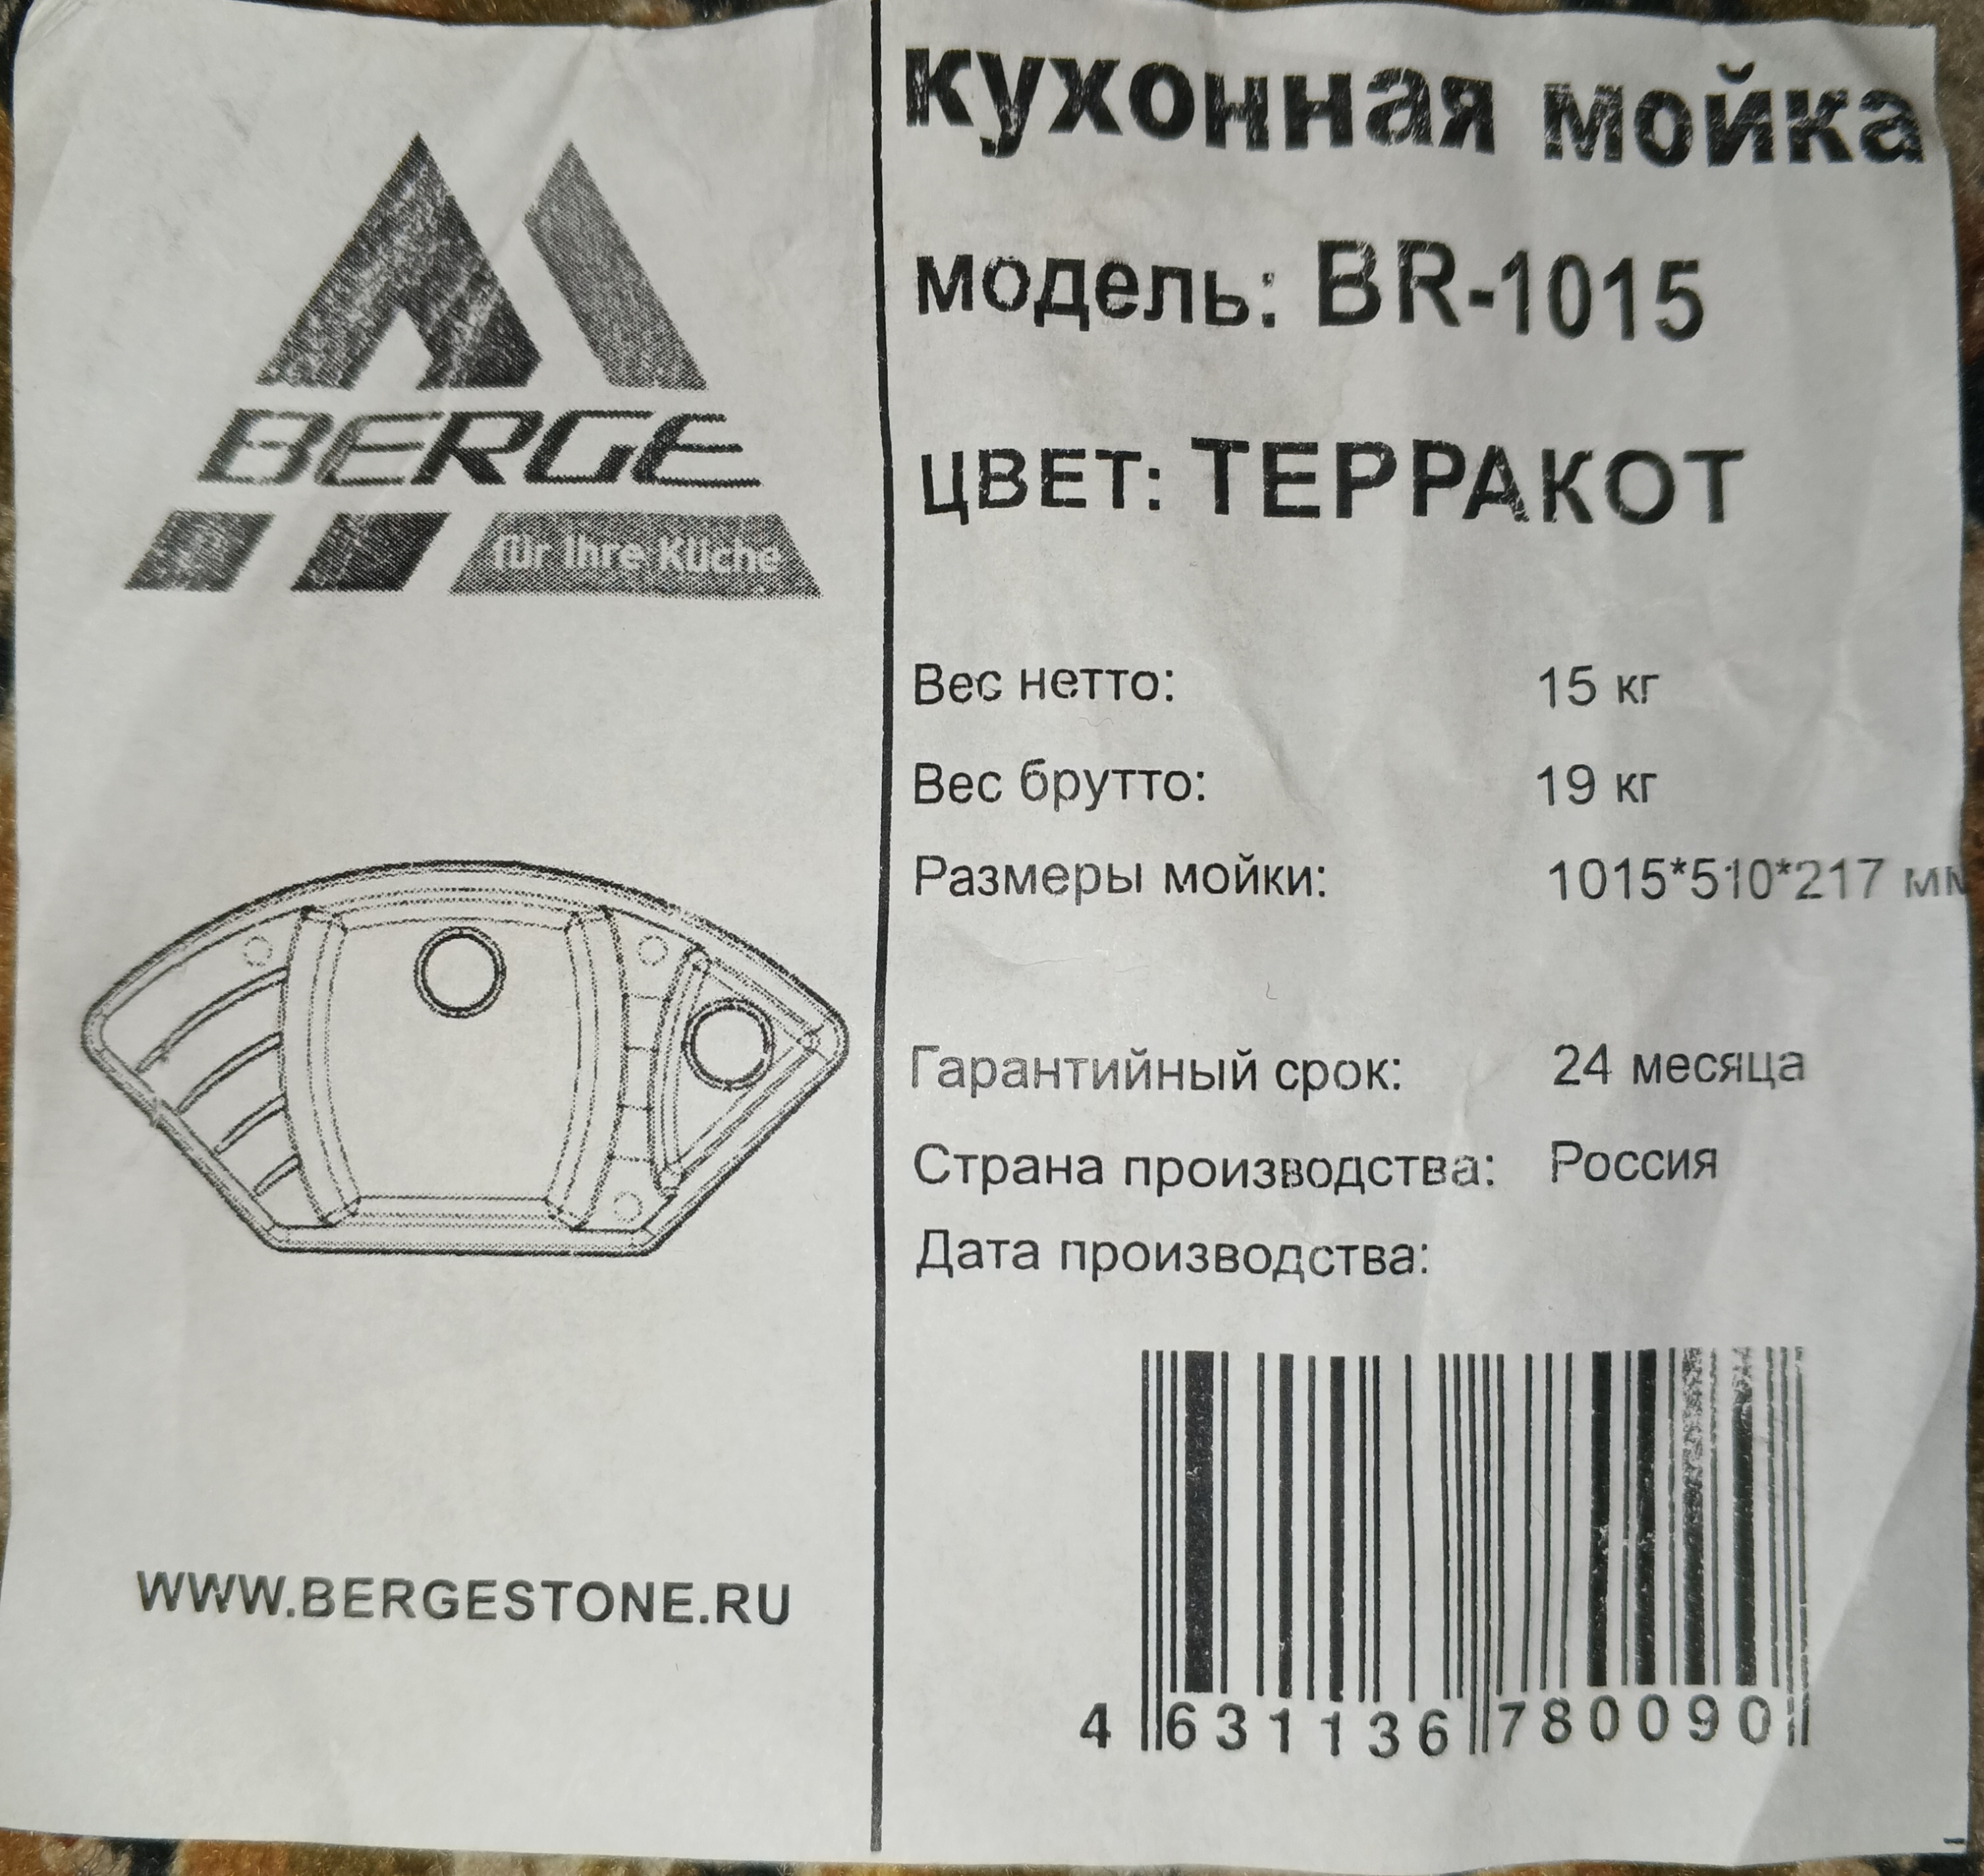 BERGE
für Ihre Küche
WWW.BERGESTONE.RU
кухонная мойка
модель: BR-1015
ЦВЕТ: ТЕРРАКОТ
Вес нетто: 15 кг
Вес брутто: 19 кг
Размеры мойки: 1015*510*217 мм
Гарантийный срок: 24 месяца
Страна производства: Россия
Дата производства:
4 631136 780090